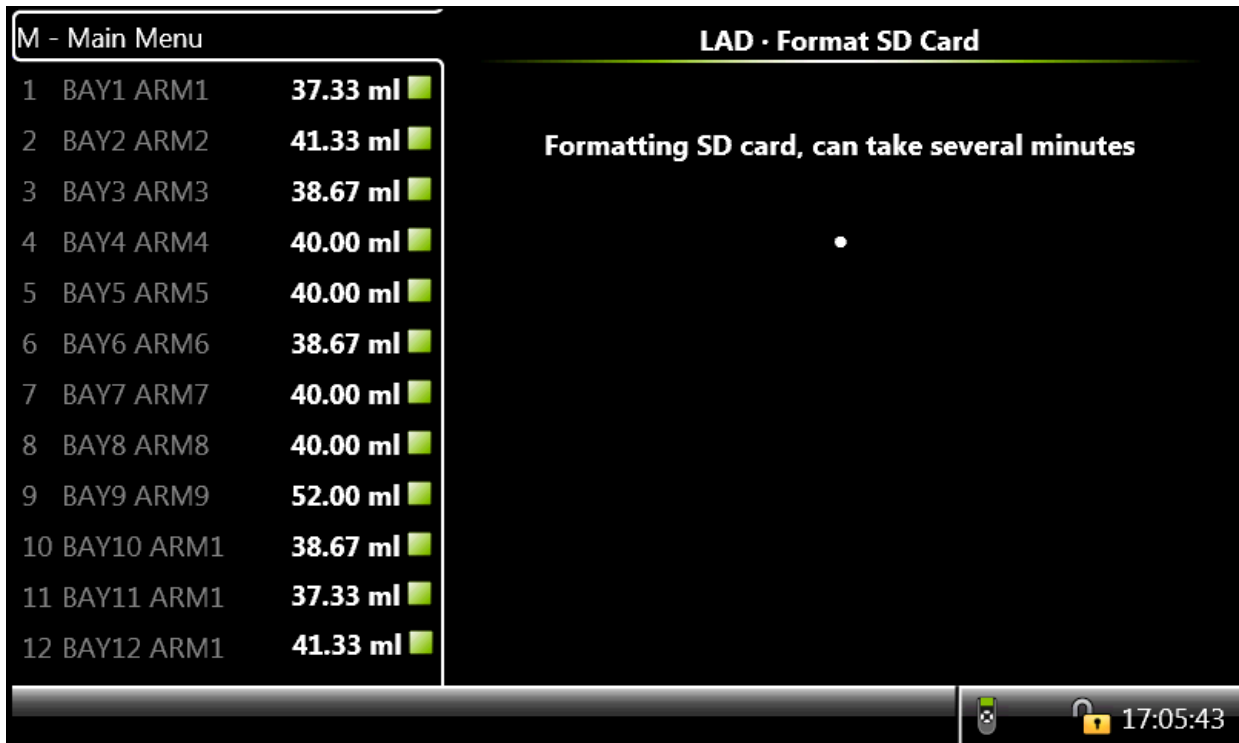 M - Main Menu
1 BAY1 ARM1 37.33 ml
2 BAY2 ARM2 41.33 ml
3 BAY3 ARM3 38.67 ml
4 BAY4 ARM4 40.00 ml
5 BAY5 ARM5 40.00 ml
6 BAY6 ARM6 38.67 ml
7 BAY7 ARM7 40.00 ml
8 BAY8 ARM8 40.00 ml
9 BAY9 ARM9 52.00 ml
10 BAY10 ARM1 38.67 ml
11 BAY11 ARM1 37.33 ml
12 BAY12 ARM1 41.33 ml
LAD · Format SD Card
Formatting SD card, can take several minutes
17:05:43